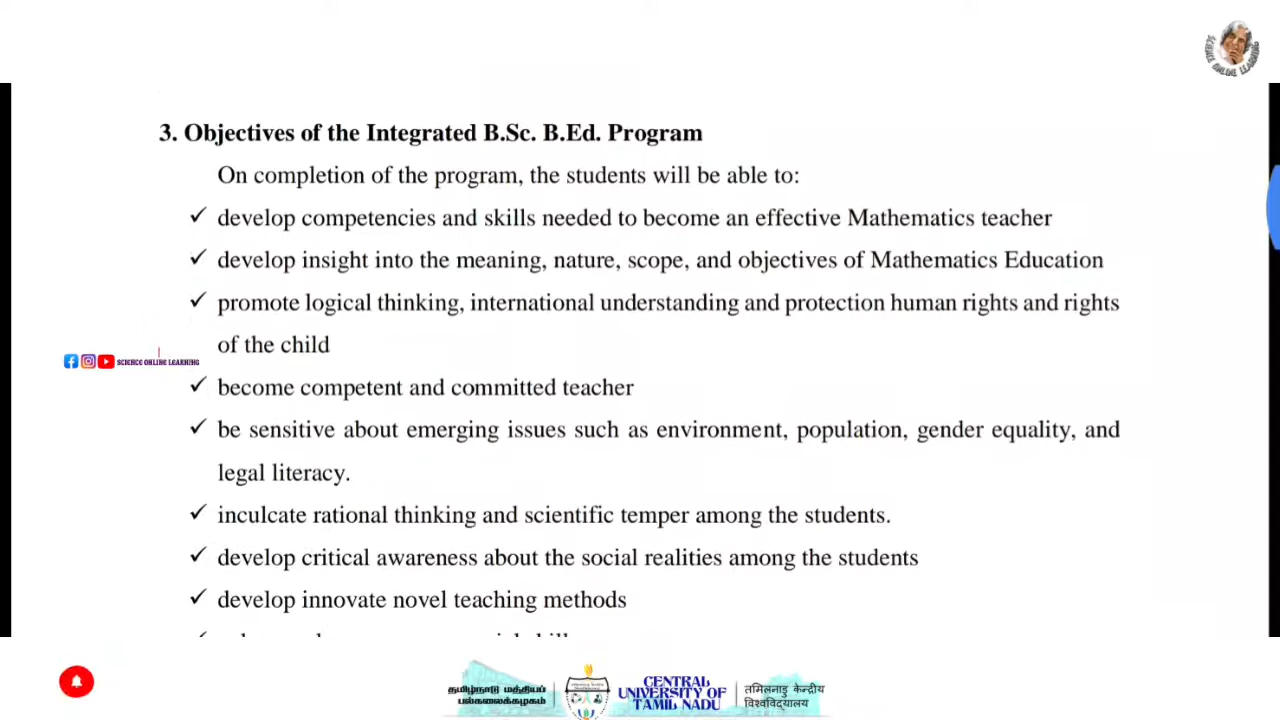 SCIENCE ONLINE LEARNING
3. Objectives of the Integrated B.Sc. B.Ed. Program
On completion of the program, the students will be able to:
✓ develop competencies and skills needed to become an effective Mathematics teacher
✓ develop insight into the meaning, nature, scope, and objectives of Mathematics Education
✓ promote logical thinking, international understanding and protection human rights and rights
of the child
SCIENCE ONLINE LEARNING
✓ become competent and committed teacher
✓ be sensitive about emerging issues such as environment, population, gender equality, and
legal literacy.
✓ inculcate rational thinking and scientific temper among the students.
✓ develop critical awareness about the social realities among the students
✓ develop innovate novel teaching methods
தமிழ்நாடு மத்தியப்
பல்கலைக்கழகம்
CENTRAL
UNIVERSITY OF
TAMIL NADU
तमिलनाडु केन्द्रीय
विश्वविद्यालय